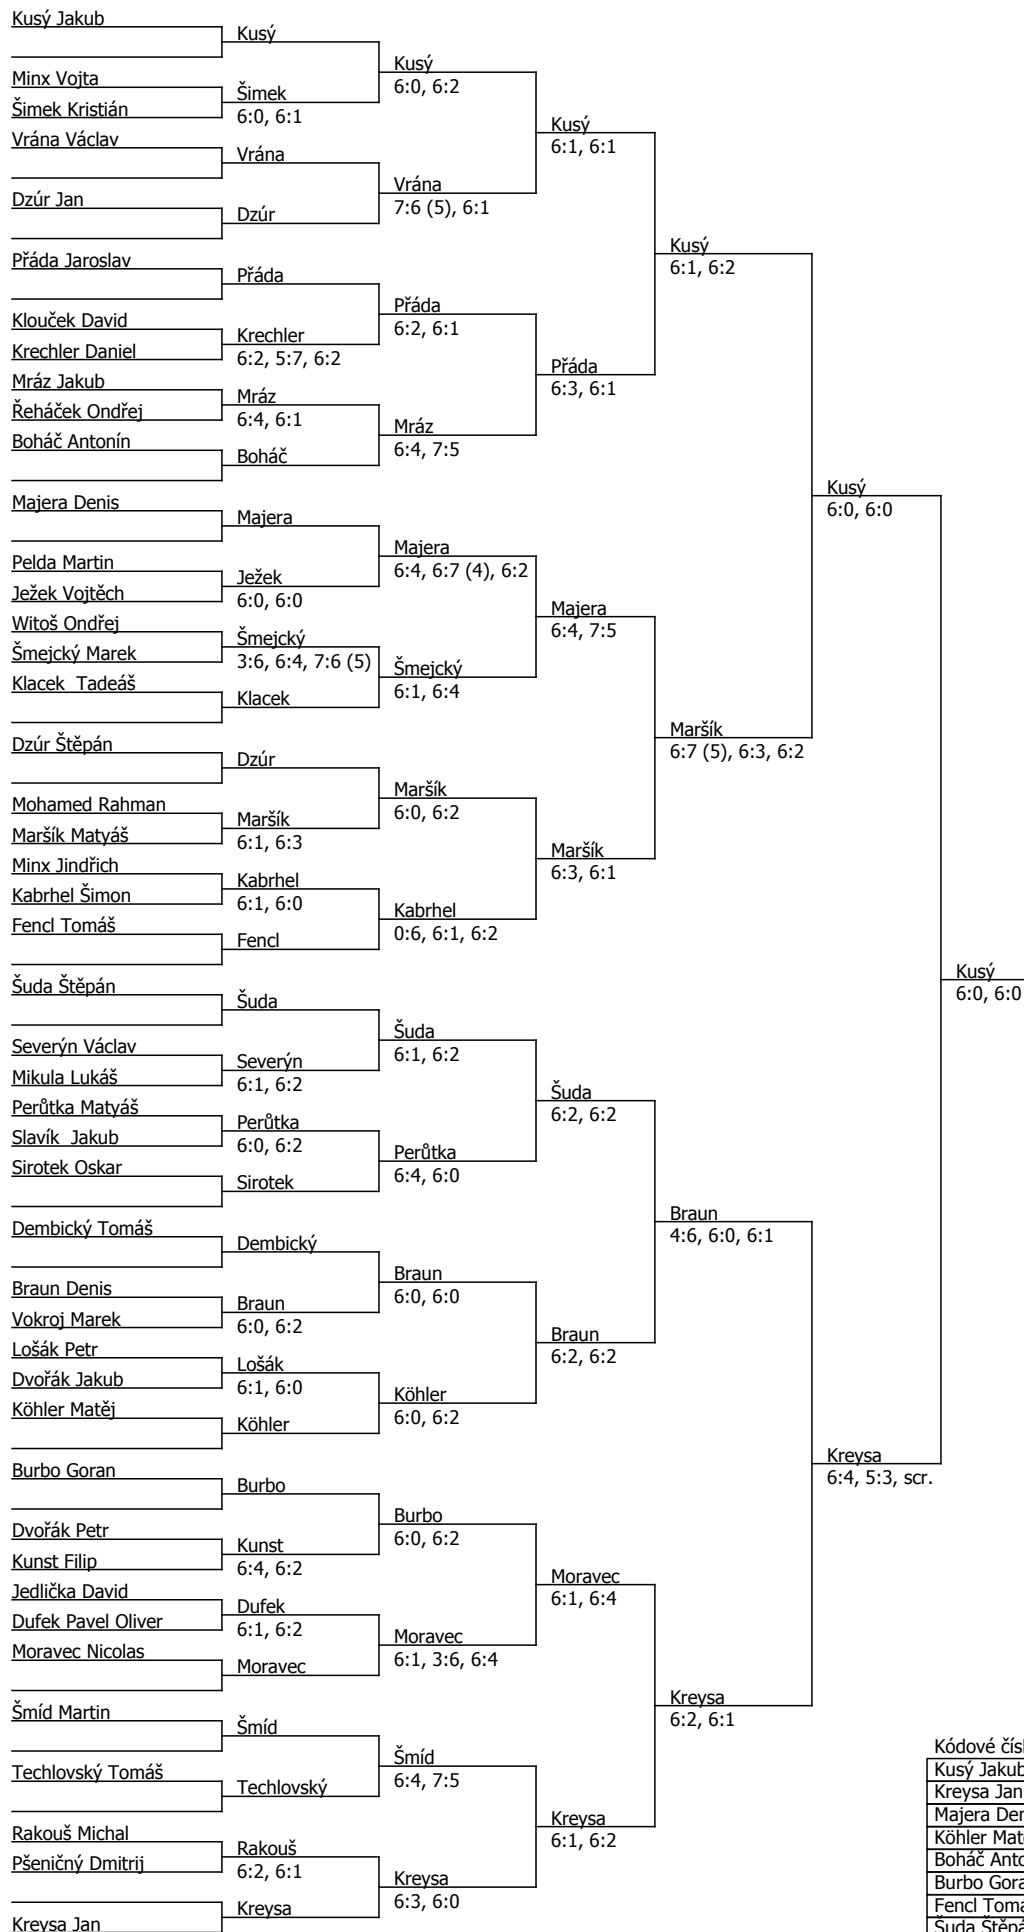 Kusý Jakub
Minx Vojta
Šimek Kristián
Vrána Václav
Dzúr Jan
Přáda Jaroslav
Klouček David
Krechler Daniel
Mráz Jakub
Řeháček Ondřej
Boháč Antonín
Majera Denis
Pelda Martin
Ježek Vojtěch
Witoš Ondřej
Šmejcký Marek
Klacek  Tadeáš
Dzúr Štěpán
Mohamed Rahman
Maršík Matyáš
Minx Jindřich
Kabrhel Šimon
Fencl Tomáš
Šuda Štěpán
Severýn Václav
Mikula Lukáš
Perůtka Matyáš
Slavík  Jakub
Sirotek Oskar
Dembický Tomáš
Braun Denis
Vokroj Marek
Lošák Petr
Dvořák Jakub
Köhler Matěj
Burbo Goran
Dvořák Petr
Kunst Filip
Jedlička David
Dufek Pavel Oliver
Moravec Nicolas
Šmíd Martin
Techlovský Tomáš
Rakouš Michal
Pšeničný Dmitrij
Kreysa Jan
Kusý
Šimek
6:0, 6:1
Vrána
Dzúr
Přáda
Krechler
6:2, 5:7, 6:2
Mráz
6:4, 6:1
Boháč
Majera
Ježek
6:0, 6:0
Šmejcký
3:6, 6:4, 7:6 (5)
Klacek
Dzúr
Maršík
6:1, 6:3
Kabrhel
6:1, 6:0
Fencl
Šuda
Severýn
6:1, 6:2
Perůtka
6:0, 6:2
Sirotek
Dembický
Braun
6:0, 6:2
Lošák
6:1, 6:0
Köhler
Burbo
Kunst
6:4, 6:2
Dufek
6:1, 6:2
Moravec
Šmíd
Techlovský
Rakouš
6:2, 6:1
Kreysa
Kusý
6:0, 6:2
Vrána
7:6 (5), 6:1
Přáda
6:2, 6:1
Mráz
6:4, 7:5
Majera
6:4, 6:7 (4), 6:2
Šmejcký
6:1, 6:4
Maršík
6:0, 6:2
Kabrhel
0:6, 6:1, 6:2
Šuda
6:1, 6:2
Perůtka
6:4, 6:0
Braun
6:0, 6:0
Köhler
6:0, 6:2
Burbo
6:0, 6:2
Moravec
6:1, 3:6, 6:4
Šmíd
6:4, 7:5
Kreysa
6:3, 6:0
Kusý
6:1, 6:1
Přáda
6:3, 6:1
Majera
6:4, 7:5
Maršík
6:3, 6:1
Šuda
6:2, 6:2
Braun
6:2, 6:2
Moravec
6:1, 6:4
Kreysa
6:1, 6:2
Kusý
6:1, 6:2
Maršík
6:7 (5), 6:3, 6:2
Braun
4:6, 6:0, 6:1
Kreysa
6:2, 6:1
Kusý
6:0, 6:0
Kreysa
6:4, 5:3, scr.
Kusý
6:0, 6:0
Kódové
Kusý Jakub
Kreysa Jan
Majera
Köhler
Boháč
Burbo
Fencl
Šuda